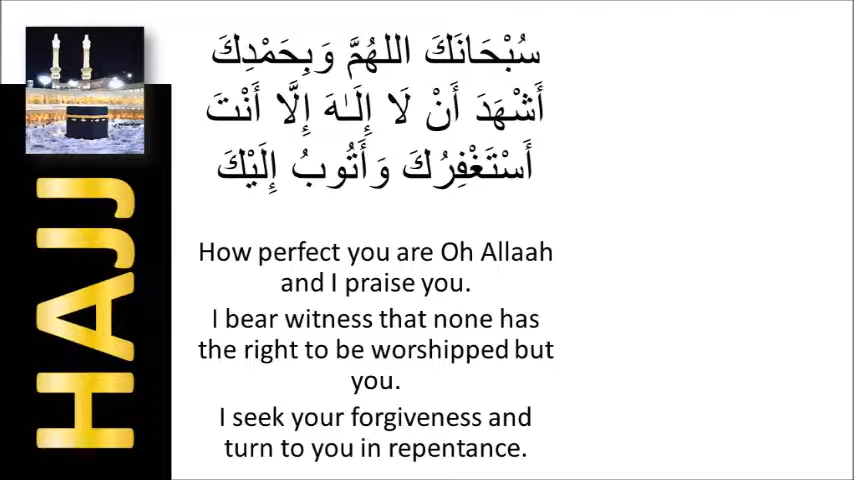 HAJJ
سُبْحَانَكَ اللهُمَّ وَبِحَمْدِكَ
أَشْهَدَ أَنْ لَا إِلَـٰهَ إِلَّا أَنْتَ
أَسْتَغْفِرُكَ وَأَتُوبُ إِلَيْكَ
How perfect you are Oh Allaah
and I praise you.
I bear witness that none has
the right to be worshipped but
you.
I seek your forgiveness and
turn to you in repentance.